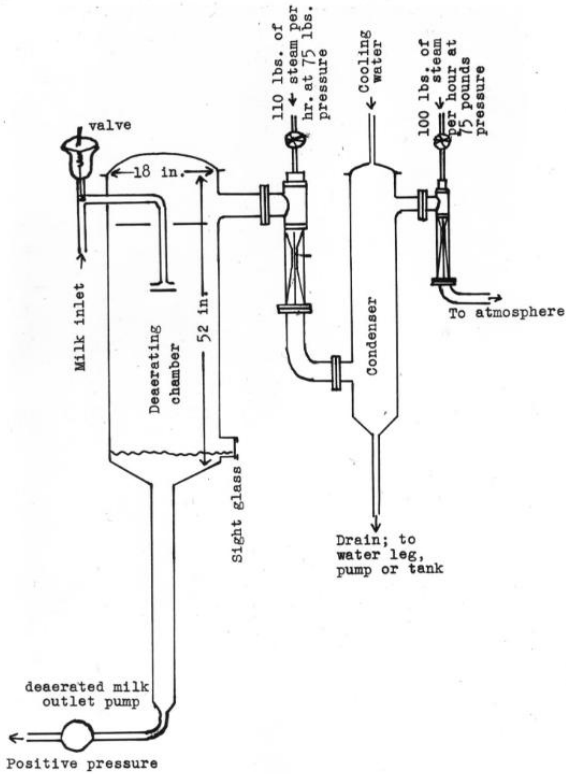 valve
18 in.
Milk inlet
Deaerating
chamber
52 in.
Sight glass
110 lbs. of
steam per
hr. at 75 lbs.
pressure
Cooling
water
100 lbs. of
steam
per hour at
75 pounds
pressure
To atmosphere
Condenser
Drain; to
water leg,
pump or tank
deaerated milk
outlet pump
Positive pressure